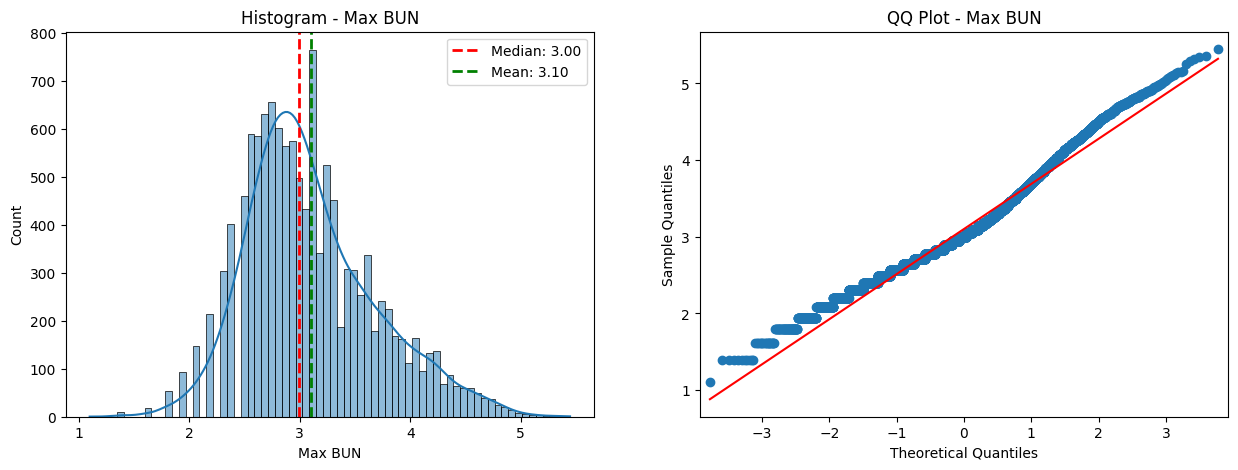 Histogram - Max BUN
Count
800
700
600
500
400
300
200
100
0
Median: 3.00
Mean: 3.10
1 2 3 4 5
Max BUN
QQ Plot - Max BUN
Sample Quantiles
5
4
3
2
1
−3 −2 −1 0 1 2 3
Theoretical Quantiles